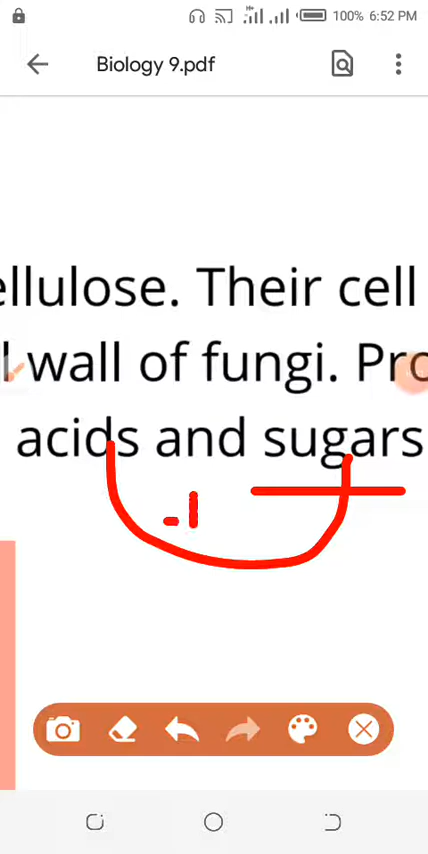 100% 6:52 PM
Biology 9.pdf
ellulose. Their cell
l wall of fungi. Pro
acids and sugars